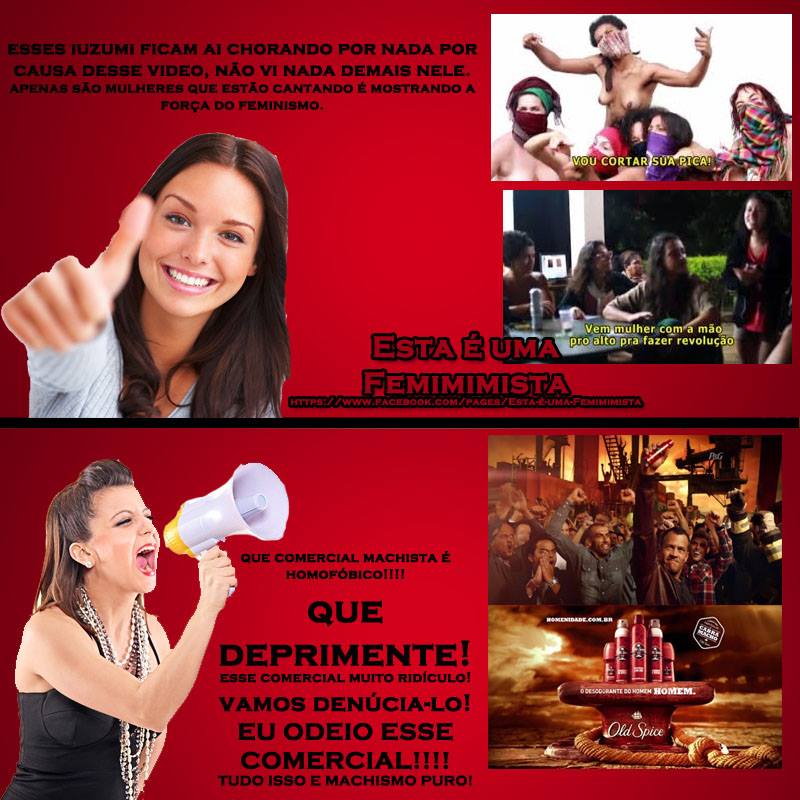 ESSES IUZUMI FICAM AI CHORANDO POR NADA POR
CAUSA DESSE VIDEO, NÃO VI NADA DEMAIS NELE.
APENAS SÃO MULHERES QUE ESTÃO CANTANDO É MOSTRANDO A
FORÇA DO FEMINISMO.
VOU CORTAR SUA PICA!
Vem mulher com a mão
pro alto pra fazer revolução
ESTA É UMA
FEMIMIMISTA
HTTPS://WWW.FACEBOOK.COM/PAGES/ESTA-É-UMA-FEMIMIMISTA
QUE COMERCIAL MACHISTA É
HOMOFÓBICO!!!!
QUE
DEPRIMENTE!
ESSE COMERCIAL MUITO RIDÍCULO!
VAMOS DENÚCIA-LO!
EU ODEIO ESSE
COMERCIAL!!!!
TUDO ISSO E MACHISMO PURO!
P&G
HOMENIDADE.COM.BR
CABRA
MACHO
O DESODORANTE DO HOMEM HOMEM.
Old Spice